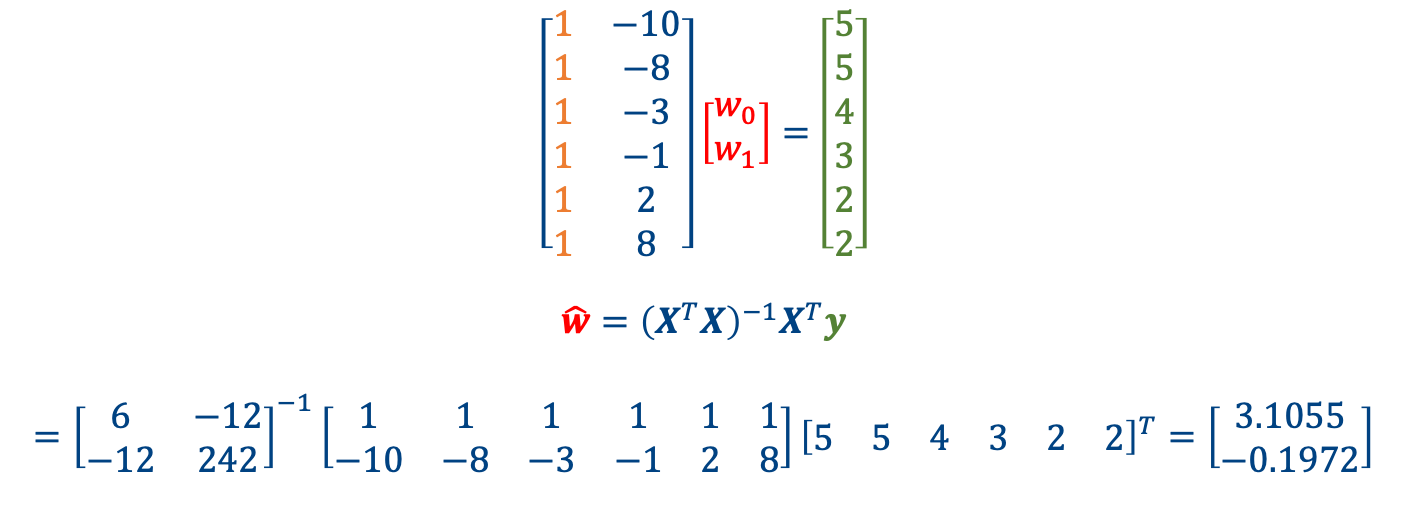 1 −10 5
1 −8 5
1 −3 w₀ 4
1 −1 w₁ = 3
1 2 2
1 8 2
ŵ = (XᵀX)⁻¹Xᵀy
= [6 −12; −12 242]⁻¹ [1 1 1 1 1 1; −10 −8 −3 −1 2 8] [5 5 4 3 2 2]ᵀ = [3.1055; −0.1972]